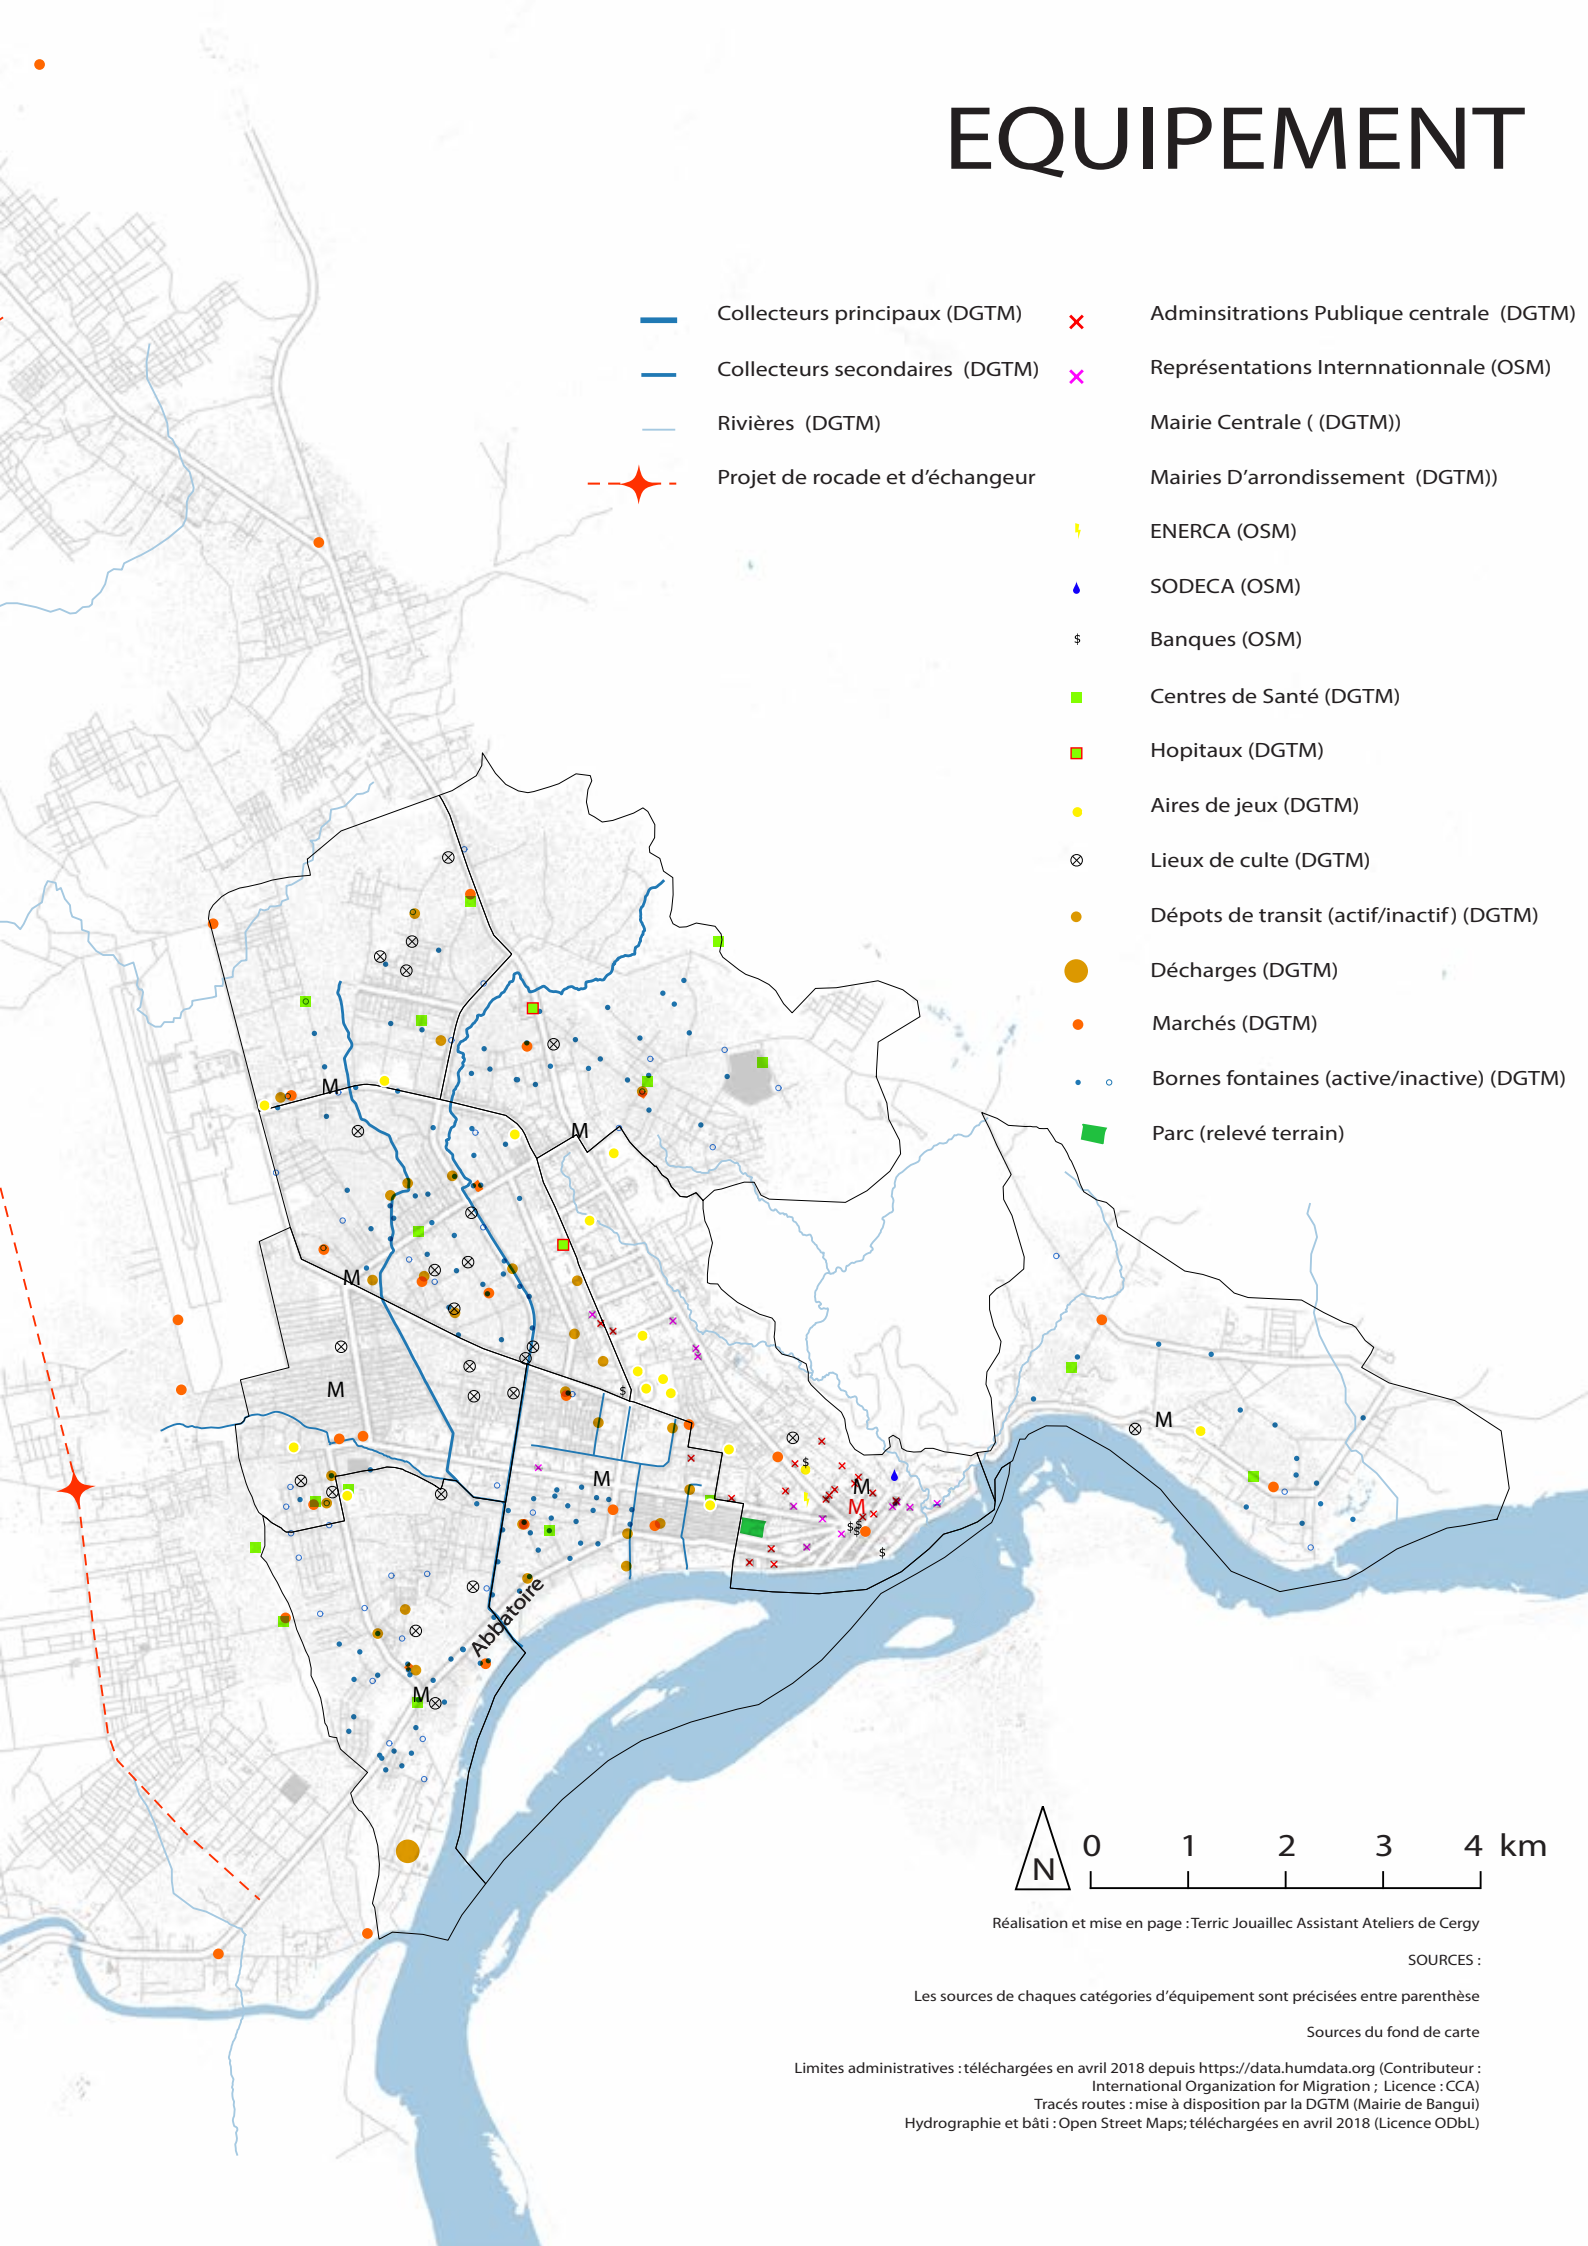 EQUIPEMENT
Collecteurs principaux (DGTM)
Collecteurs secondaires (DGTM)
Rivières (DGTM)
Projet de rocade et d'échangeur
Adminsitrations Publique centrale (DGTM)
Représentations Internnationnale (OSM)
Mairie Centrale ( (DGTM))
Mairies D'arrondissement (DGTM))
ENERCA (OSM)
SODECA (OSM)
$ Banques (OSM)
Centres de Santé (DGTM)
Hopitaux (DGTM)
Aires de jeux (DGTM)
Lieux de culte (DGTM)
Dépots de transit (actif/inactif) (DGTM)
Décharges (DGTM)
Marchés (DGTM)
Bornes fontaines (active/inactive) (DGTM)
Parc (relevé terrain)
M
M
M
M
$
M
$
M
M
M
$$
$
$
Abbatoire
M
N
0 1 2 3 4 km
Réalisation et mise en page : Terric Jouaillec Assistant Ateliers de Cergy
SOURCES :
Les sources de chaques catégories d'équipement sont précisées entre parenthèse
Sources du fond de carte
Limites administratives : téléchargées en avril 2018 depuis https://data.humdata.org (Contributeur :
International Organization for Migration ; Licence : CCA)
Tracés routes : mise à disposition par la DGTM (Mairie de Bangui)
Hydrographie et bâti : Open Street Maps; téléchargées en avril 2018 (Licence ODbL)